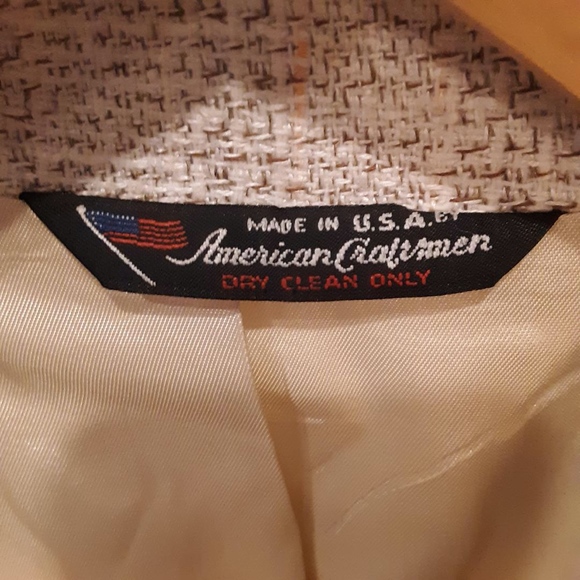 MADE IN U.S.A. BY
American Craftsmen
DRY CLEAN ONLY